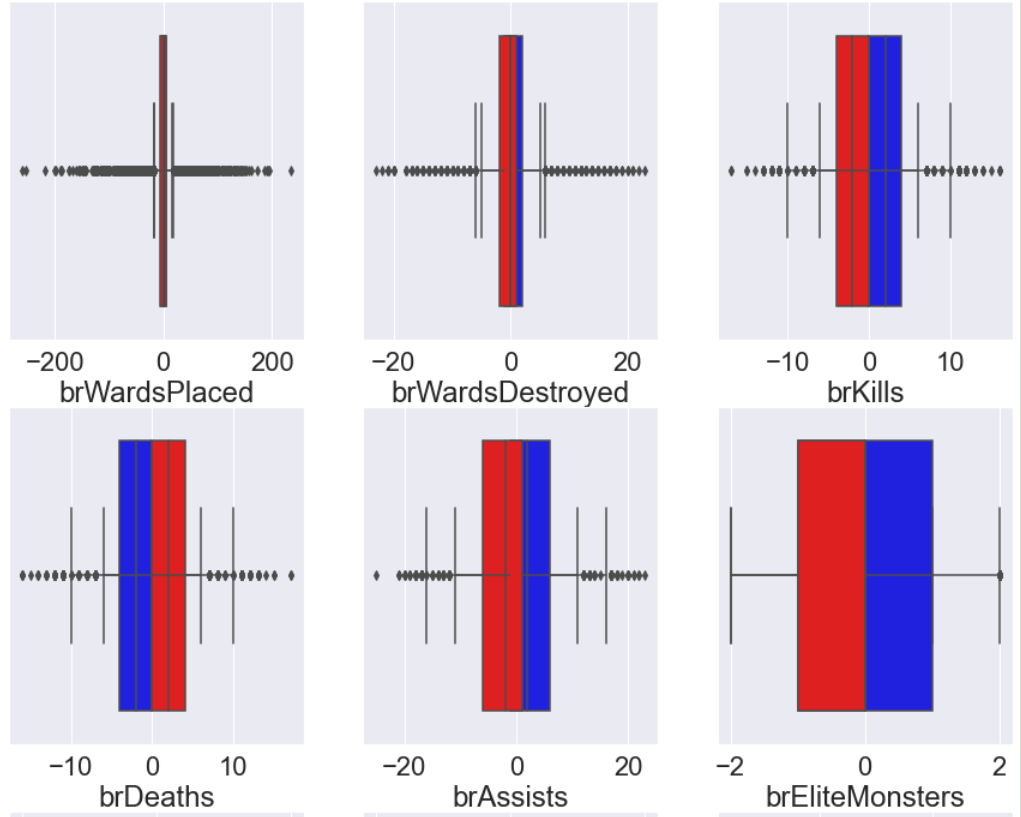 −200 0 200
brWardsPlaced
−20 0 20
brWardsDestroyed
−10 0 10
brKills
−10 0 10
brDeaths
−20 0 20
brAssists
−2 0 2
brEliteMonsters